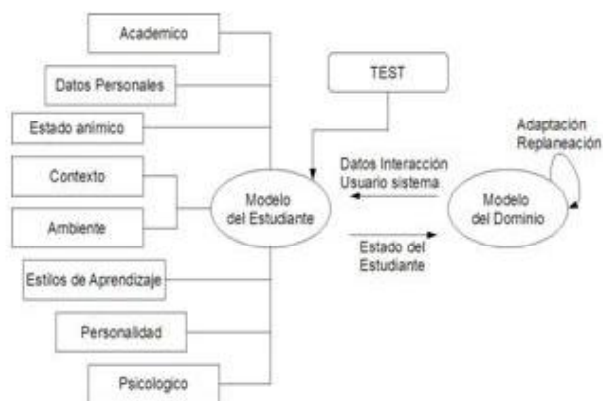 Academico
Datos Personales
Estado anímico
Contexto
Ambiente
Estilos de Aprendizaje
Personalidad
Psicologico
Modelo
del Estudiante
TEST
Datos Interacción
Usuario sistema
Estado del
Estudiante
Adaptación
Replaneación
Modelo
del Dominio